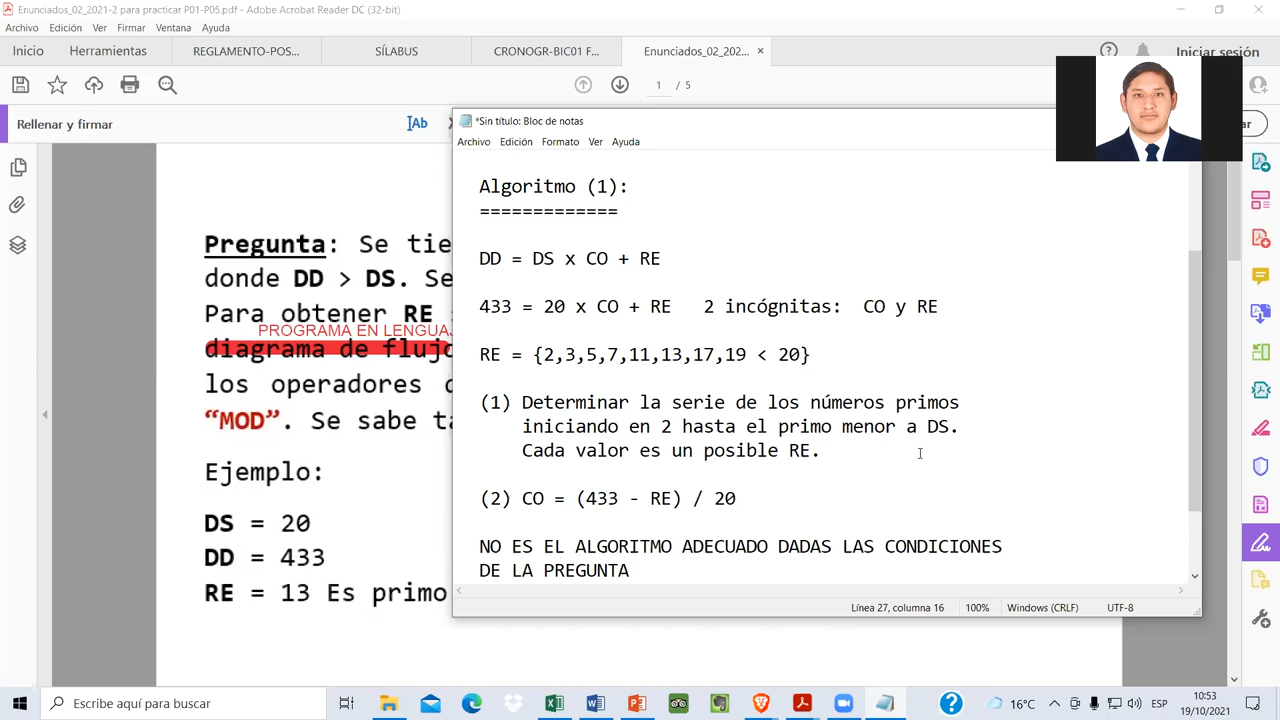 Enunciados_02_2021-2 para practicar P01-P05.pdf - Adobe Acrobat Reader DC (32-bit)
Archivo Edición Ver Firmar Ventana Ayuda
Inicio Herramientas REGLAMENTO-POS... SÍLABUS CRONOGR-BIC01 F... Enunciados_02_202... × Iniciar sesión
1 / 5
Rellenar y firmar
Pregunta: Se tie
donde DD > DS. Se
Para obtener RE
PROGRAMA EN LENGUAJ
diagrama de flujo
los operadores d
“MOD”. Se sabe ta
Ejemplo:
DS = 20
DD = 433
RE = 13 Es primo
*Sin título: Bloc de notas
Archivo Edición Formato Ver Ayuda
Algoritmo (1):
=============
DD = DS x CO + RE
433 = 20 x CO + RE 2 incógnitas: CO y RE
RE = {2,3,5,7,11,13,17,19 < 20}
(1) Determinar la serie de los números primos
iniciando en 2 hasta el primo menor a DS.
Cada valor es un posible RE.
(2) CO = (433 - RE) / 20
NO ES EL ALGORITMO ADECUADO DADAS LAS CONDICIONES
DE LA PREGUNTA
Línea 27, columna 16 100% Windows (CRLF) UTF-8
Escribe aquí para buscar
16°C ESP 10:53
19/10/2021